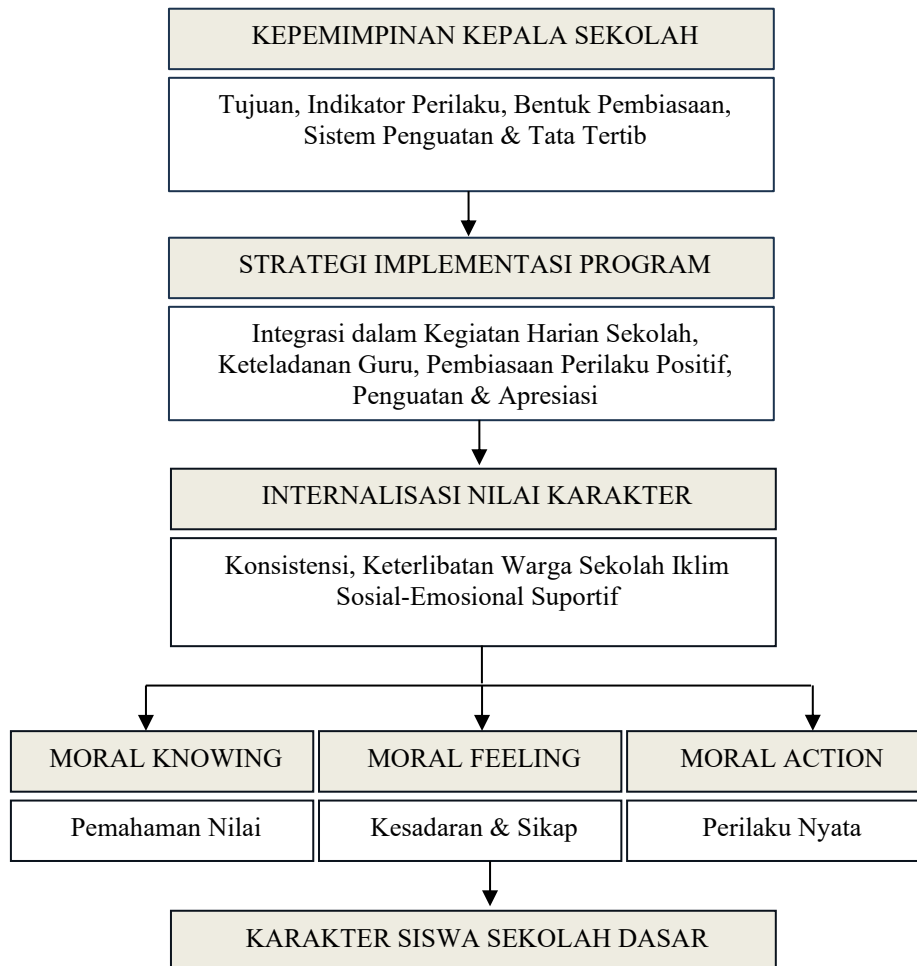 KEPEMIMPINAN KEPALA SEKOLAH
Tujuan, Indikator Perilaku, Bentuk Pembiasaan,
Sistem Penguatan & Tata Tertib
STRATEGI IMPLEMENTASI PROGRAM
Integrasi dalam Kegiatan Harian Sekolah,
Keteladanan Guru, Pembiasaan Perilaku Positif,
Penguatan & Apresiasi
INTERNALISASI NILAI KARAKTER
Konsistensi, Keterlibatan Warga Sekolah Iklim
Sosial-Emosional Suportif
MORAL KNOWING
Pemahaman Nilai
MORAL FEELING
Kesadaran & Sikap
MORAL ACTION
Perilaku Nyata
KARAKTER SISWA SEKOLAH DASAR